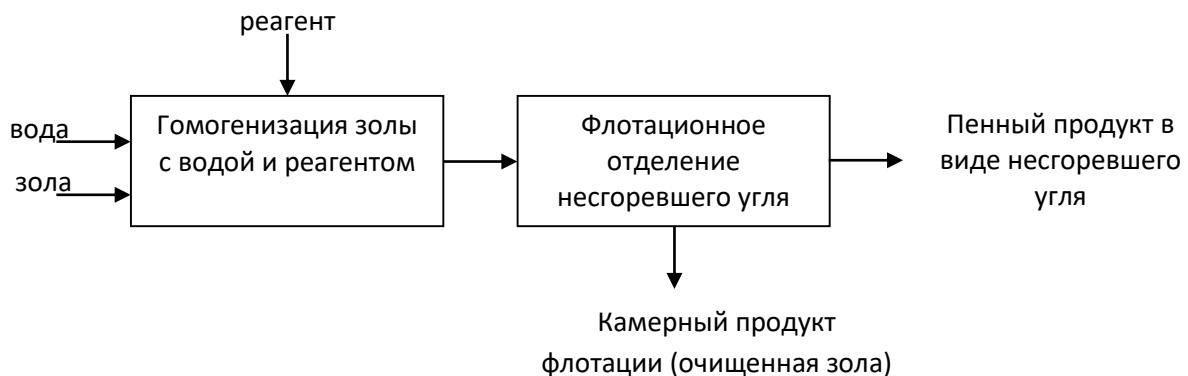 реагент
вода
зола
Гомогенизация золы
с водой и реагентом
Флотационное
отделение
несгоревшего угля
Пенный продукт в
виде несгоревшего
угля
Камерный продукт
флотации (очищенная зола)